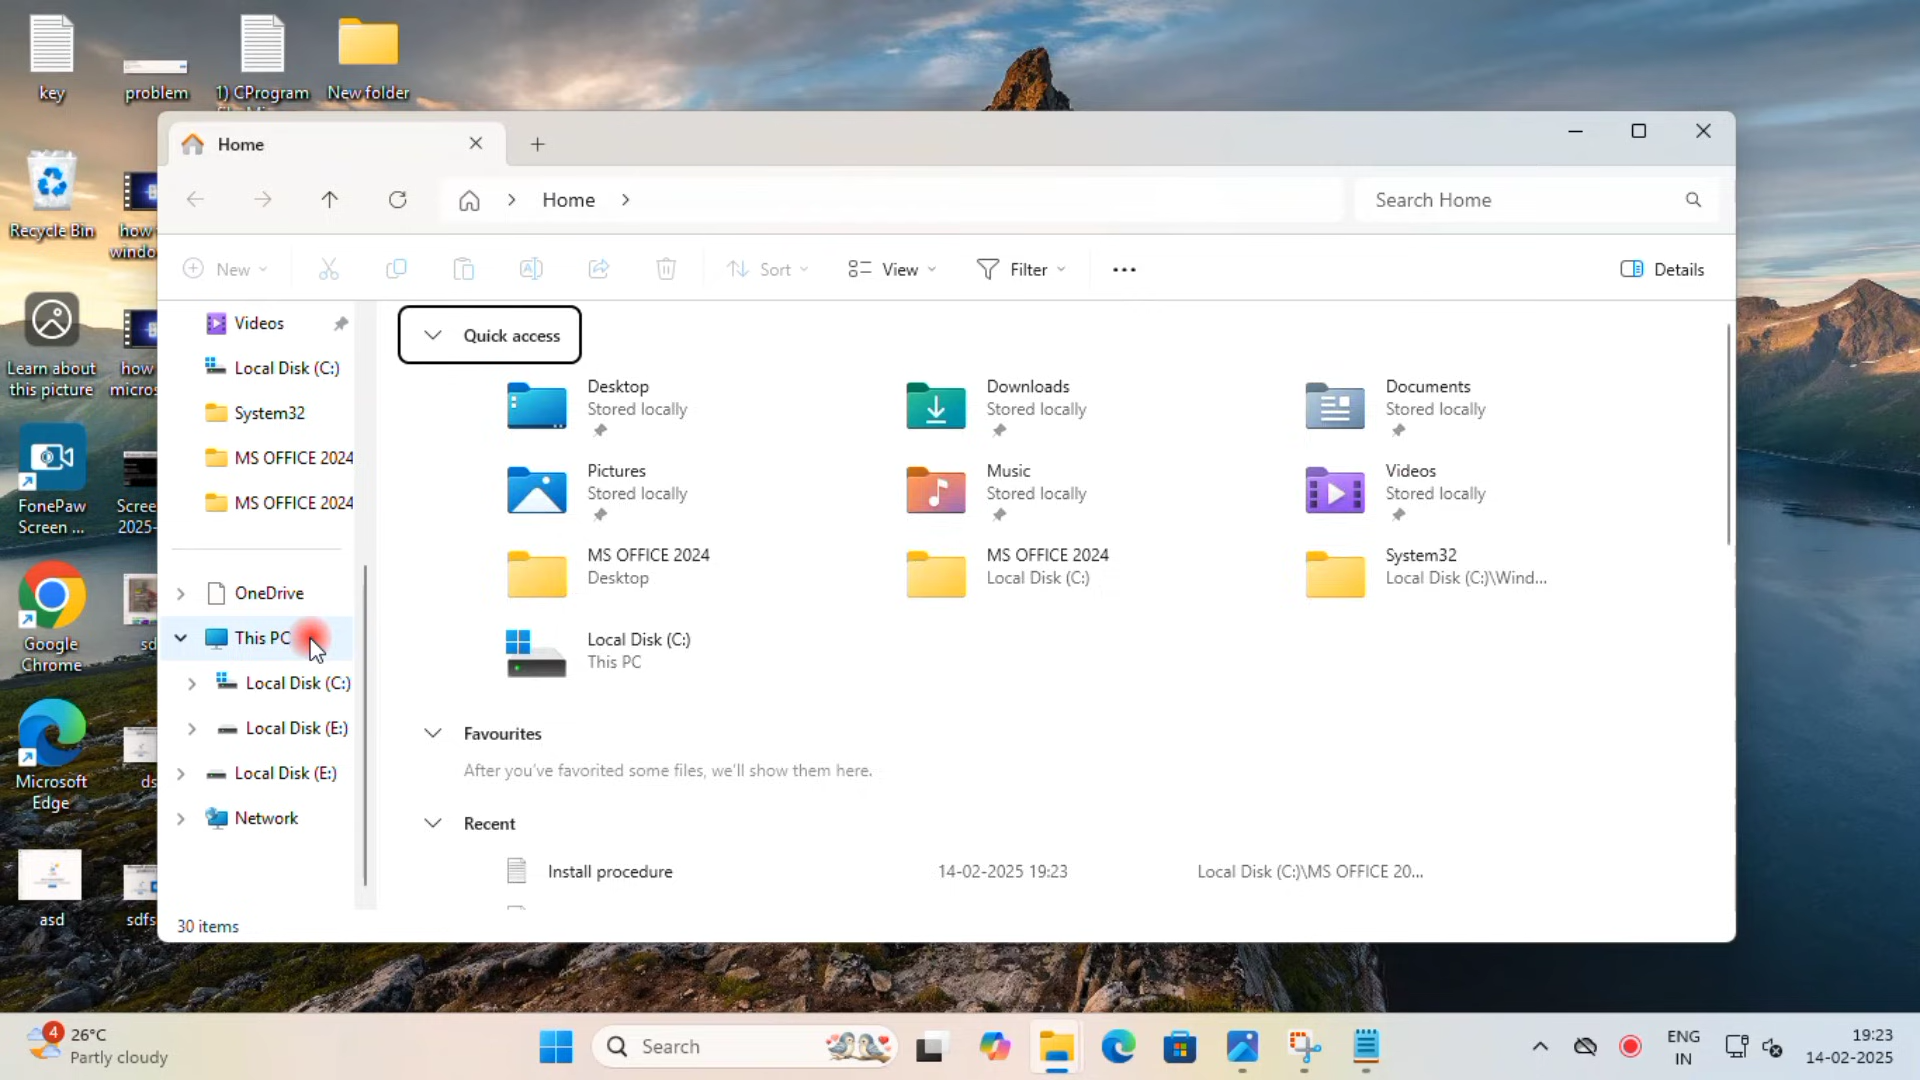 key
problem
1) CProgram
New folder
Recycle Bin
how
windo
Learn about
this picture
how
micros
FonePaw
Screen ...
Scree
2025-
Google
Chrome
sd
Microsoft
Edge
ds
asd
sdfs
Home
Home
Search Home
New
Sort
View
Filter
Details
Videos
Local Disk (C:)
System32
MS OFFICE 2024
MS OFFICE 2024
OneDrive
This PC
Local Disk (C:)
Local Disk (E:)
Local Disk (E:)
Network
30 items
Quick access
Desktop
Stored locally
Downloads
Stored locally
Documents
Stored locally
Pictures
Stored locally
Music
Stored locally
Videos
Stored locally
MS OFFICE 2024
Desktop
MS OFFICE 2024
Local Disk (C:)
System32
Local Disk (C:)\Wind...
Local Disk (C:)
This PC
Favourites
After you've favorited some files, we'll show them here.
Recent
Install procedure
14-02-2025 19:23
Local Disk (C:)\MS OFFICE 20...
4
26°C
Partly cloudy
Search
ENG
IN
19:23
14-02-2025